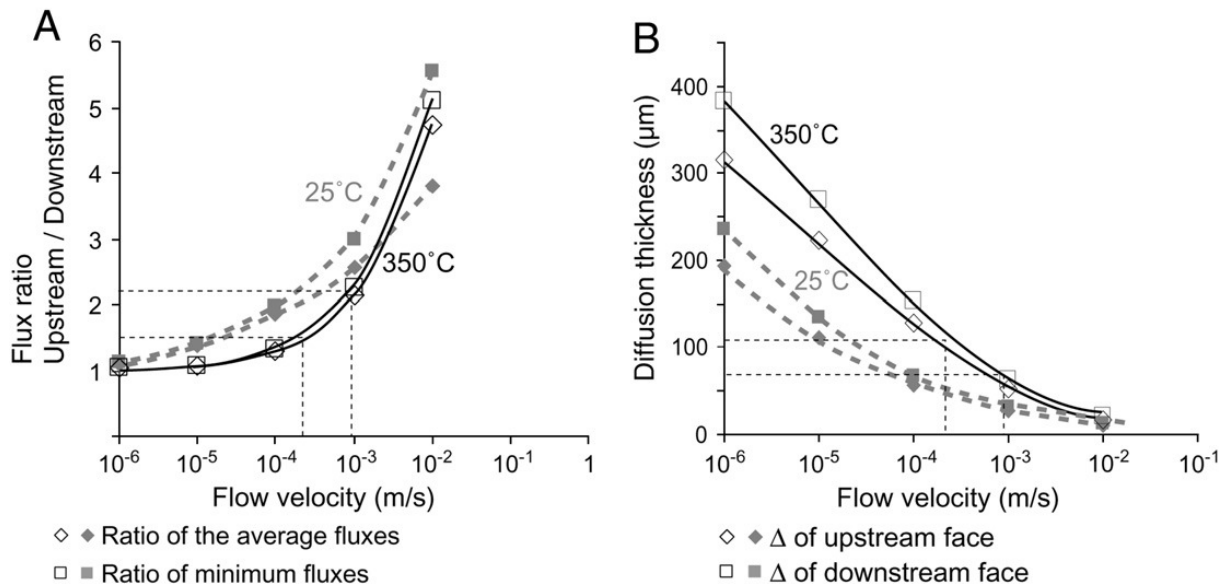 A
6
5
4
3
2
1
Flux ratio
Upstream / Downstream
25˚C
350˚C
10⁻⁶ 10⁻⁵ 10⁻⁴ 10⁻³ 10⁻² 10⁻¹ 1
Flow velocity (m/s)
Ratio of the average fluxes
Ratio of minimum fluxes
B
400
300
200
100
0
Diffusion thickness (µm)
350˚C
25˚C
10⁻⁶ 10⁻⁵ 10⁻⁴ 10⁻³ 10⁻² 10⁻¹
Flow velocity (m/s)
Δ of upstream face
Δ of downstream face